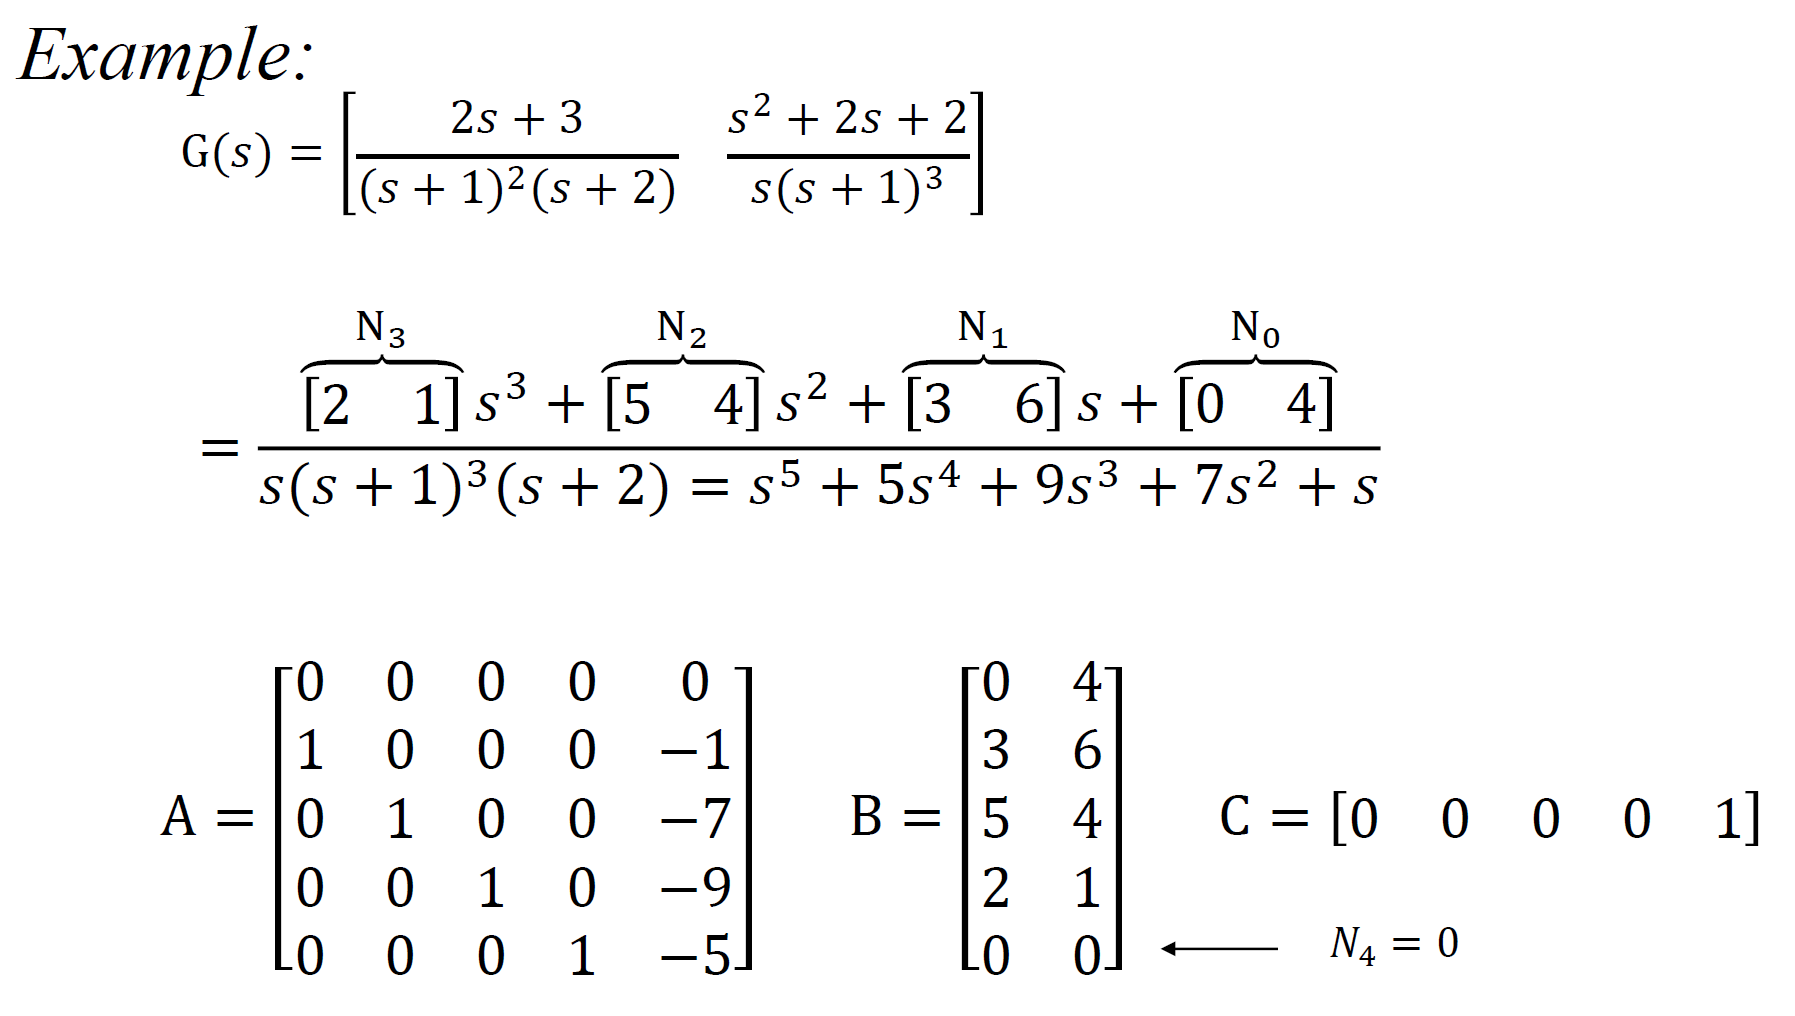 Example:
G(s) = [ (2s + 3)/((s + 1)²(s + 2))   (s² + 2s + 2)/(s(s + 1)³) ]
N₃ N₂ N₁ N₀
[2 1] s³ + [5 4] s² + [3 6] s + [0 4]
=
s(s + 1)³(s + 2) = s⁵ + 5s⁴ + 9s³ + 7s² + s
0 0 0 0 0   0 4
1 0 0 0 −1   3 6
A = 0 1 0 0 −7   B = 5 4   C = [0 0 0 0 1]
0 0 1 0 −9   2 1
0 0 0 1 −5   0 0   N₄ = 0